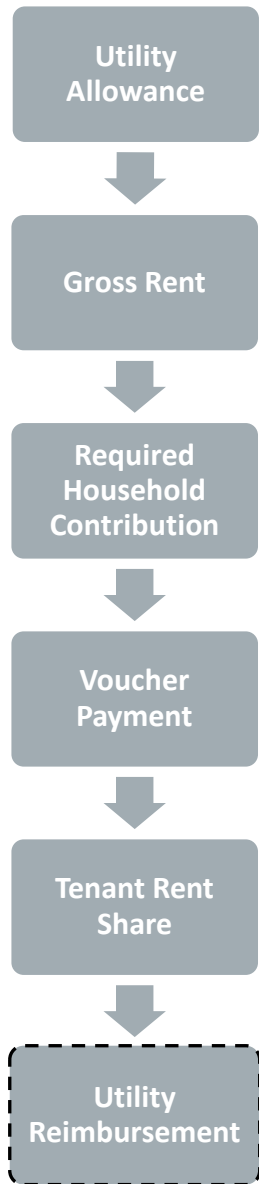 Utility
Allowance
Gross Rent
Required
Household
Contribution
Voucher
Payment
Tenant Rent
Share
Utility
Reimbursement